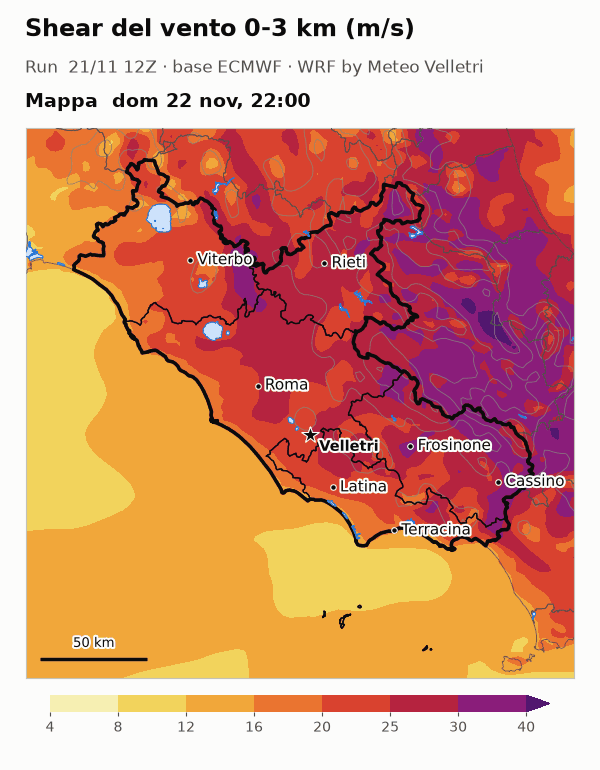 Shear del vento 0-3 km (m/s)
Run  21/11 12Z · base ECMWF · WRF by Meteo Velletri
Mappa  dom 22 nov, 22:00
Viterbo
Rieti
Roma
Velletri
Frosinone
Latina
Cassino
Terracina
50 km
4 8 12 16 20 25 30 40